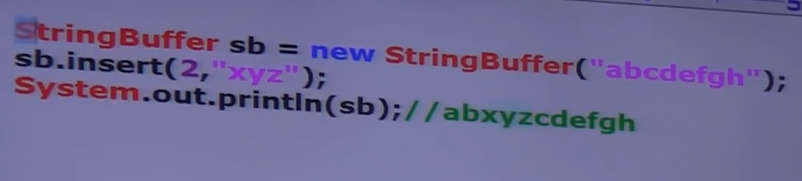 StringBuffer sb = new StringBuffer("abcdefgh");
sb.insert(2,"xyz");
System.out.println(sb);//abxyzcdefgh